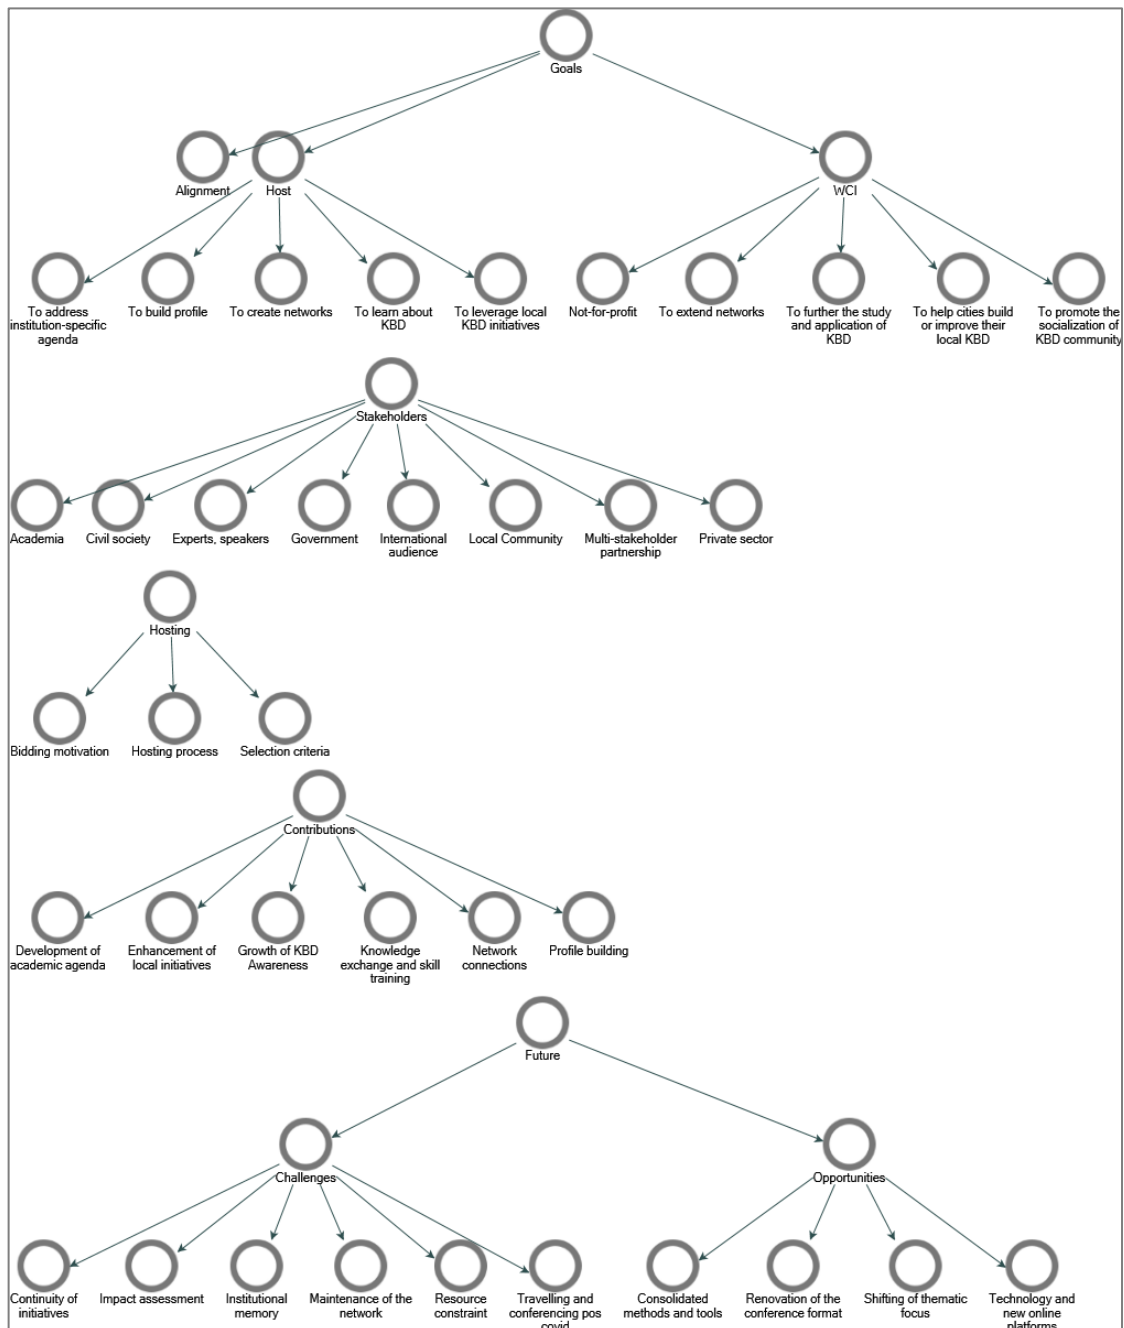 Goals
Alignment
Host
WCI
To address
institution-specific
agenda
To build profile
To create networks
To learn about
KBD
To leverage local
KBD initiatives
Not-for-profit
To extend networks
To further the study
and application of
KBD
To help cities build
or improve their
local KBD
To promote the
socialization of
KBD community
Stakeholders
Academia
Civil society
Experts, speakers
Government
International
audience
Local Community
Multi-stakeholder
partnership
Private sector
Hosting
Bidding motivation
Hosting process
Selection criteria
Contributions
Development of
academic agenda
Enhancement of
local initiatives
Growth of KBD
Awareness
Knowledge
exchange and skill
training
Network
connections
Profile building
Future
Challenges
Opportunities
Continuity of
initiatives
Impact assessment
Institutional
memory
Maintenance of the
network
Resource
constraint
Travelling and
conferencing pos
covid
Consolidated
methods and tools
Renovation of the
conference format
Shifting of thematic
focus
Technology and
new online
platforms